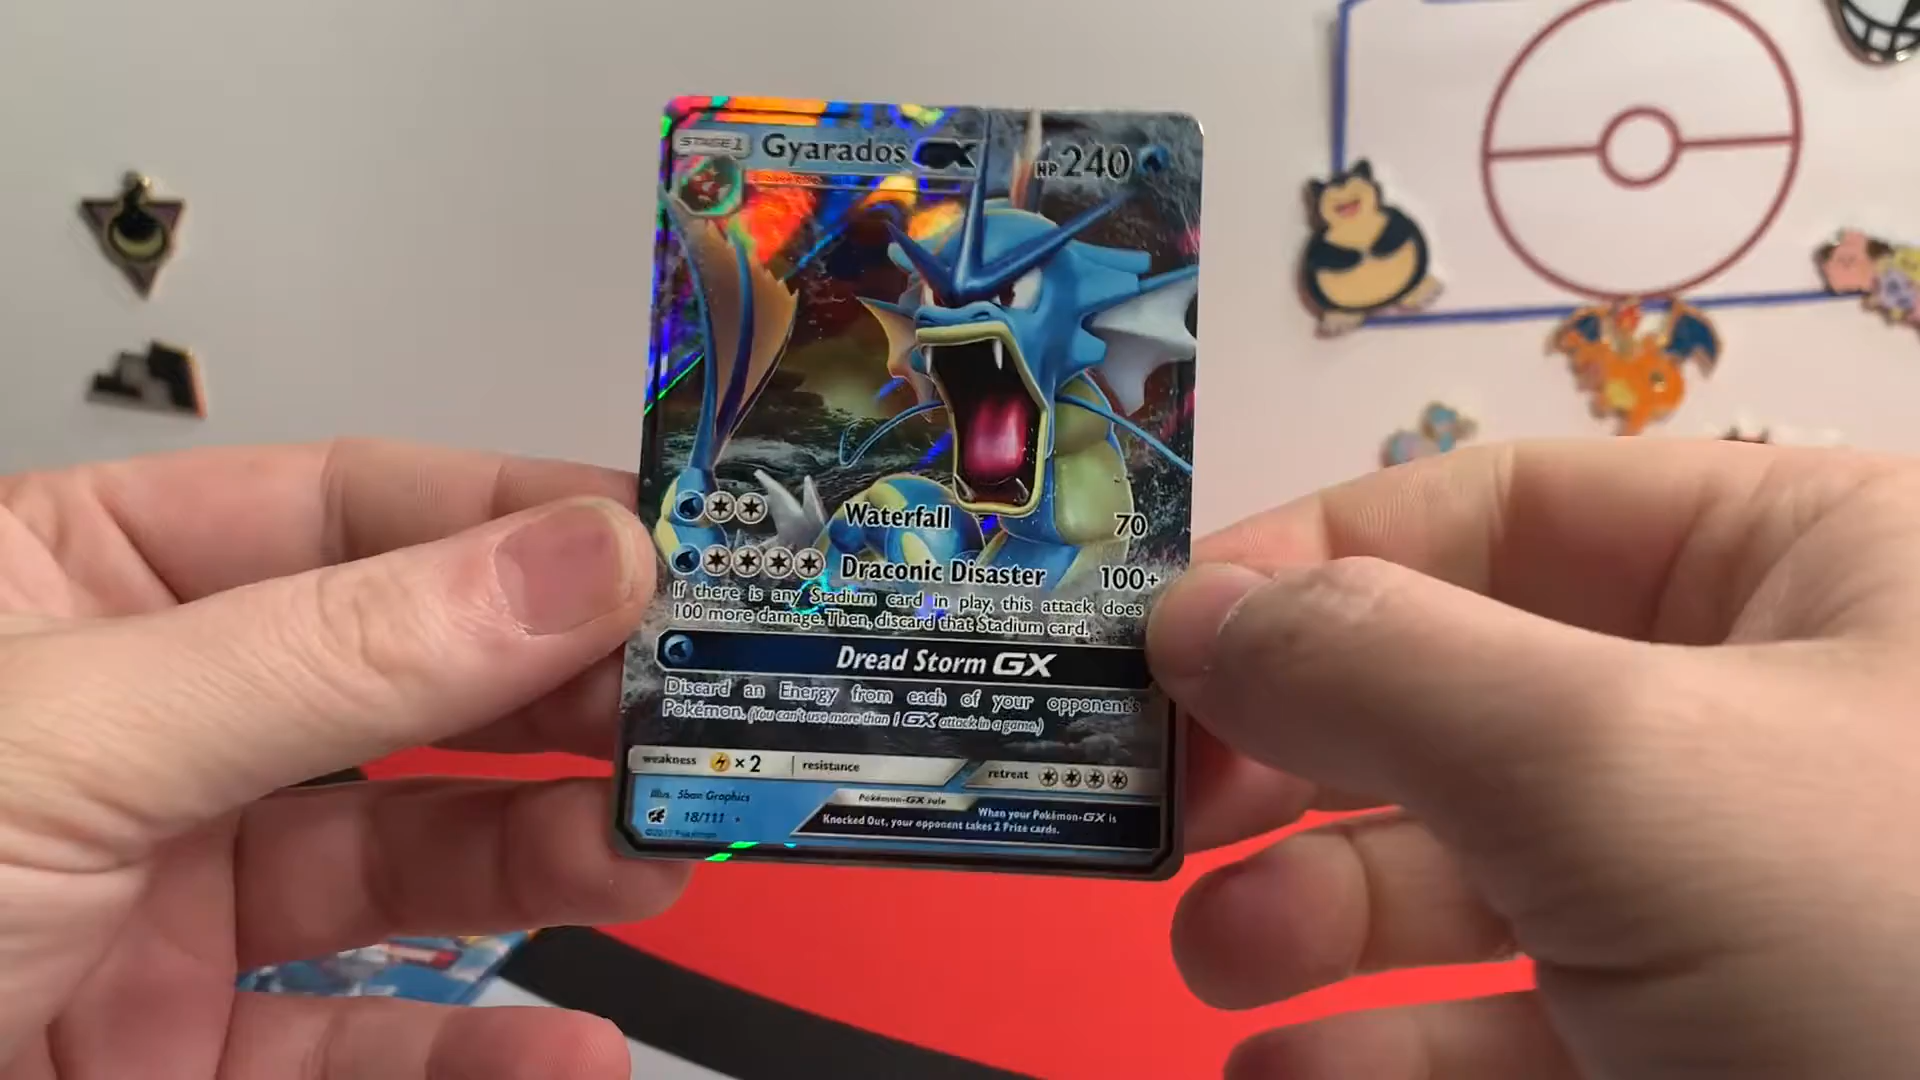 STAGE 1 Gyarados GX HP 240
Waterfall 70
Draconic Disaster 100+
If there is any Stadium card in play, this attack does
100 more damage. Then, discard that Stadium card.
Dread Storm GX
Discard an Energy from each of your opponent's
Pokémon. (You can't use more than 1 GX attack in a game.)
weakness ×2 resistance retreat
Illus. 5ban Graphics
Pokémon-GX rule
18/111
When your Pokémon-GX is
Knocked Out, your opponent takes 2 Prize cards.
©2017 Pokémon